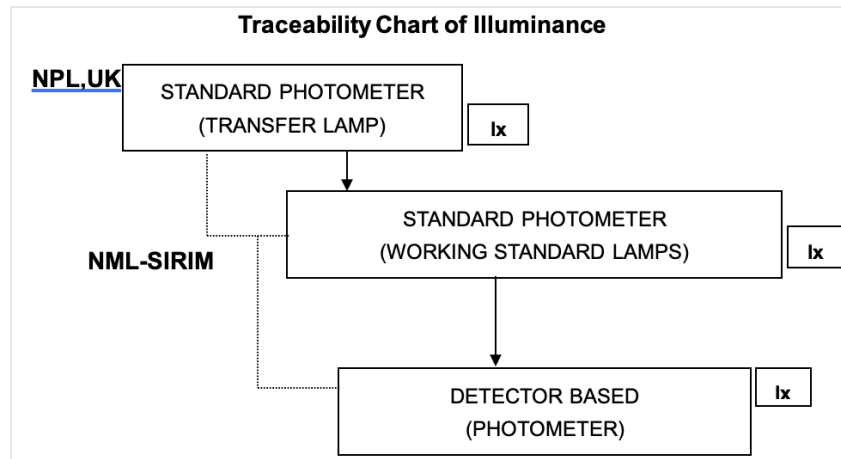 Traceability Chart of Illuminance
NPL,UK
STANDARD PHOTOMETER
(TRANSFER LAMP)
lx
STANDARD PHOTOMETER
(WORKING STANDARD LAMPS)
lx
NML-SIRIM
DETECTOR BASED
(PHOTOMETER)
lx